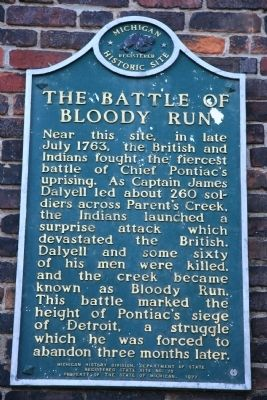 MICHIGAN
REGISTERED
HISTORIC SITE
THE BATTLE OF
BLOODY RUN
Near this site, in late
July 1763, the British and
Indians fought the fiercest
battle of Chief Pontiac's
uprising. As Captain James
Dalyell led about 260 sol-
diers across Parent's Creek,
the Indians launched a
surprise attack which
devastated the British.
Dalyell and some sixty
of his men were killed,
and the creek became
known as Bloody Run.
This battle marked the
height of Pontiac's siege
of Detroit, a struggle
which he was forced to
abandon three months later.
MICHIGAN HISTORY DIVISION, DEPARTMENT OF STATE
REGISTERED STATE SITE NO.
PROPERTY OF THE STATE OF MICHIGAN,